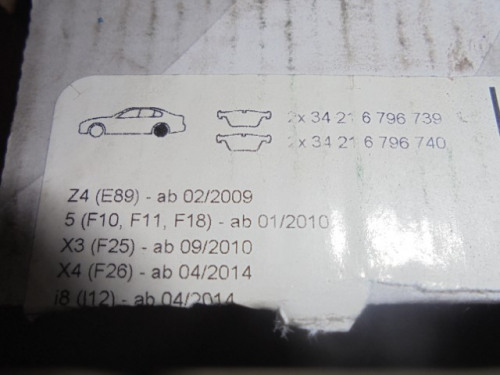 2x 34 21 6 796 739
2x 34 21 6 796 740
Z4 (E89) - ab 02/2009
5 (F10, F11, F18) - ab 01/2010
X3 (F25) - ab 09/2010
X4 (F26) - ab 04/2014
i8 (I12) - ab 04/2014